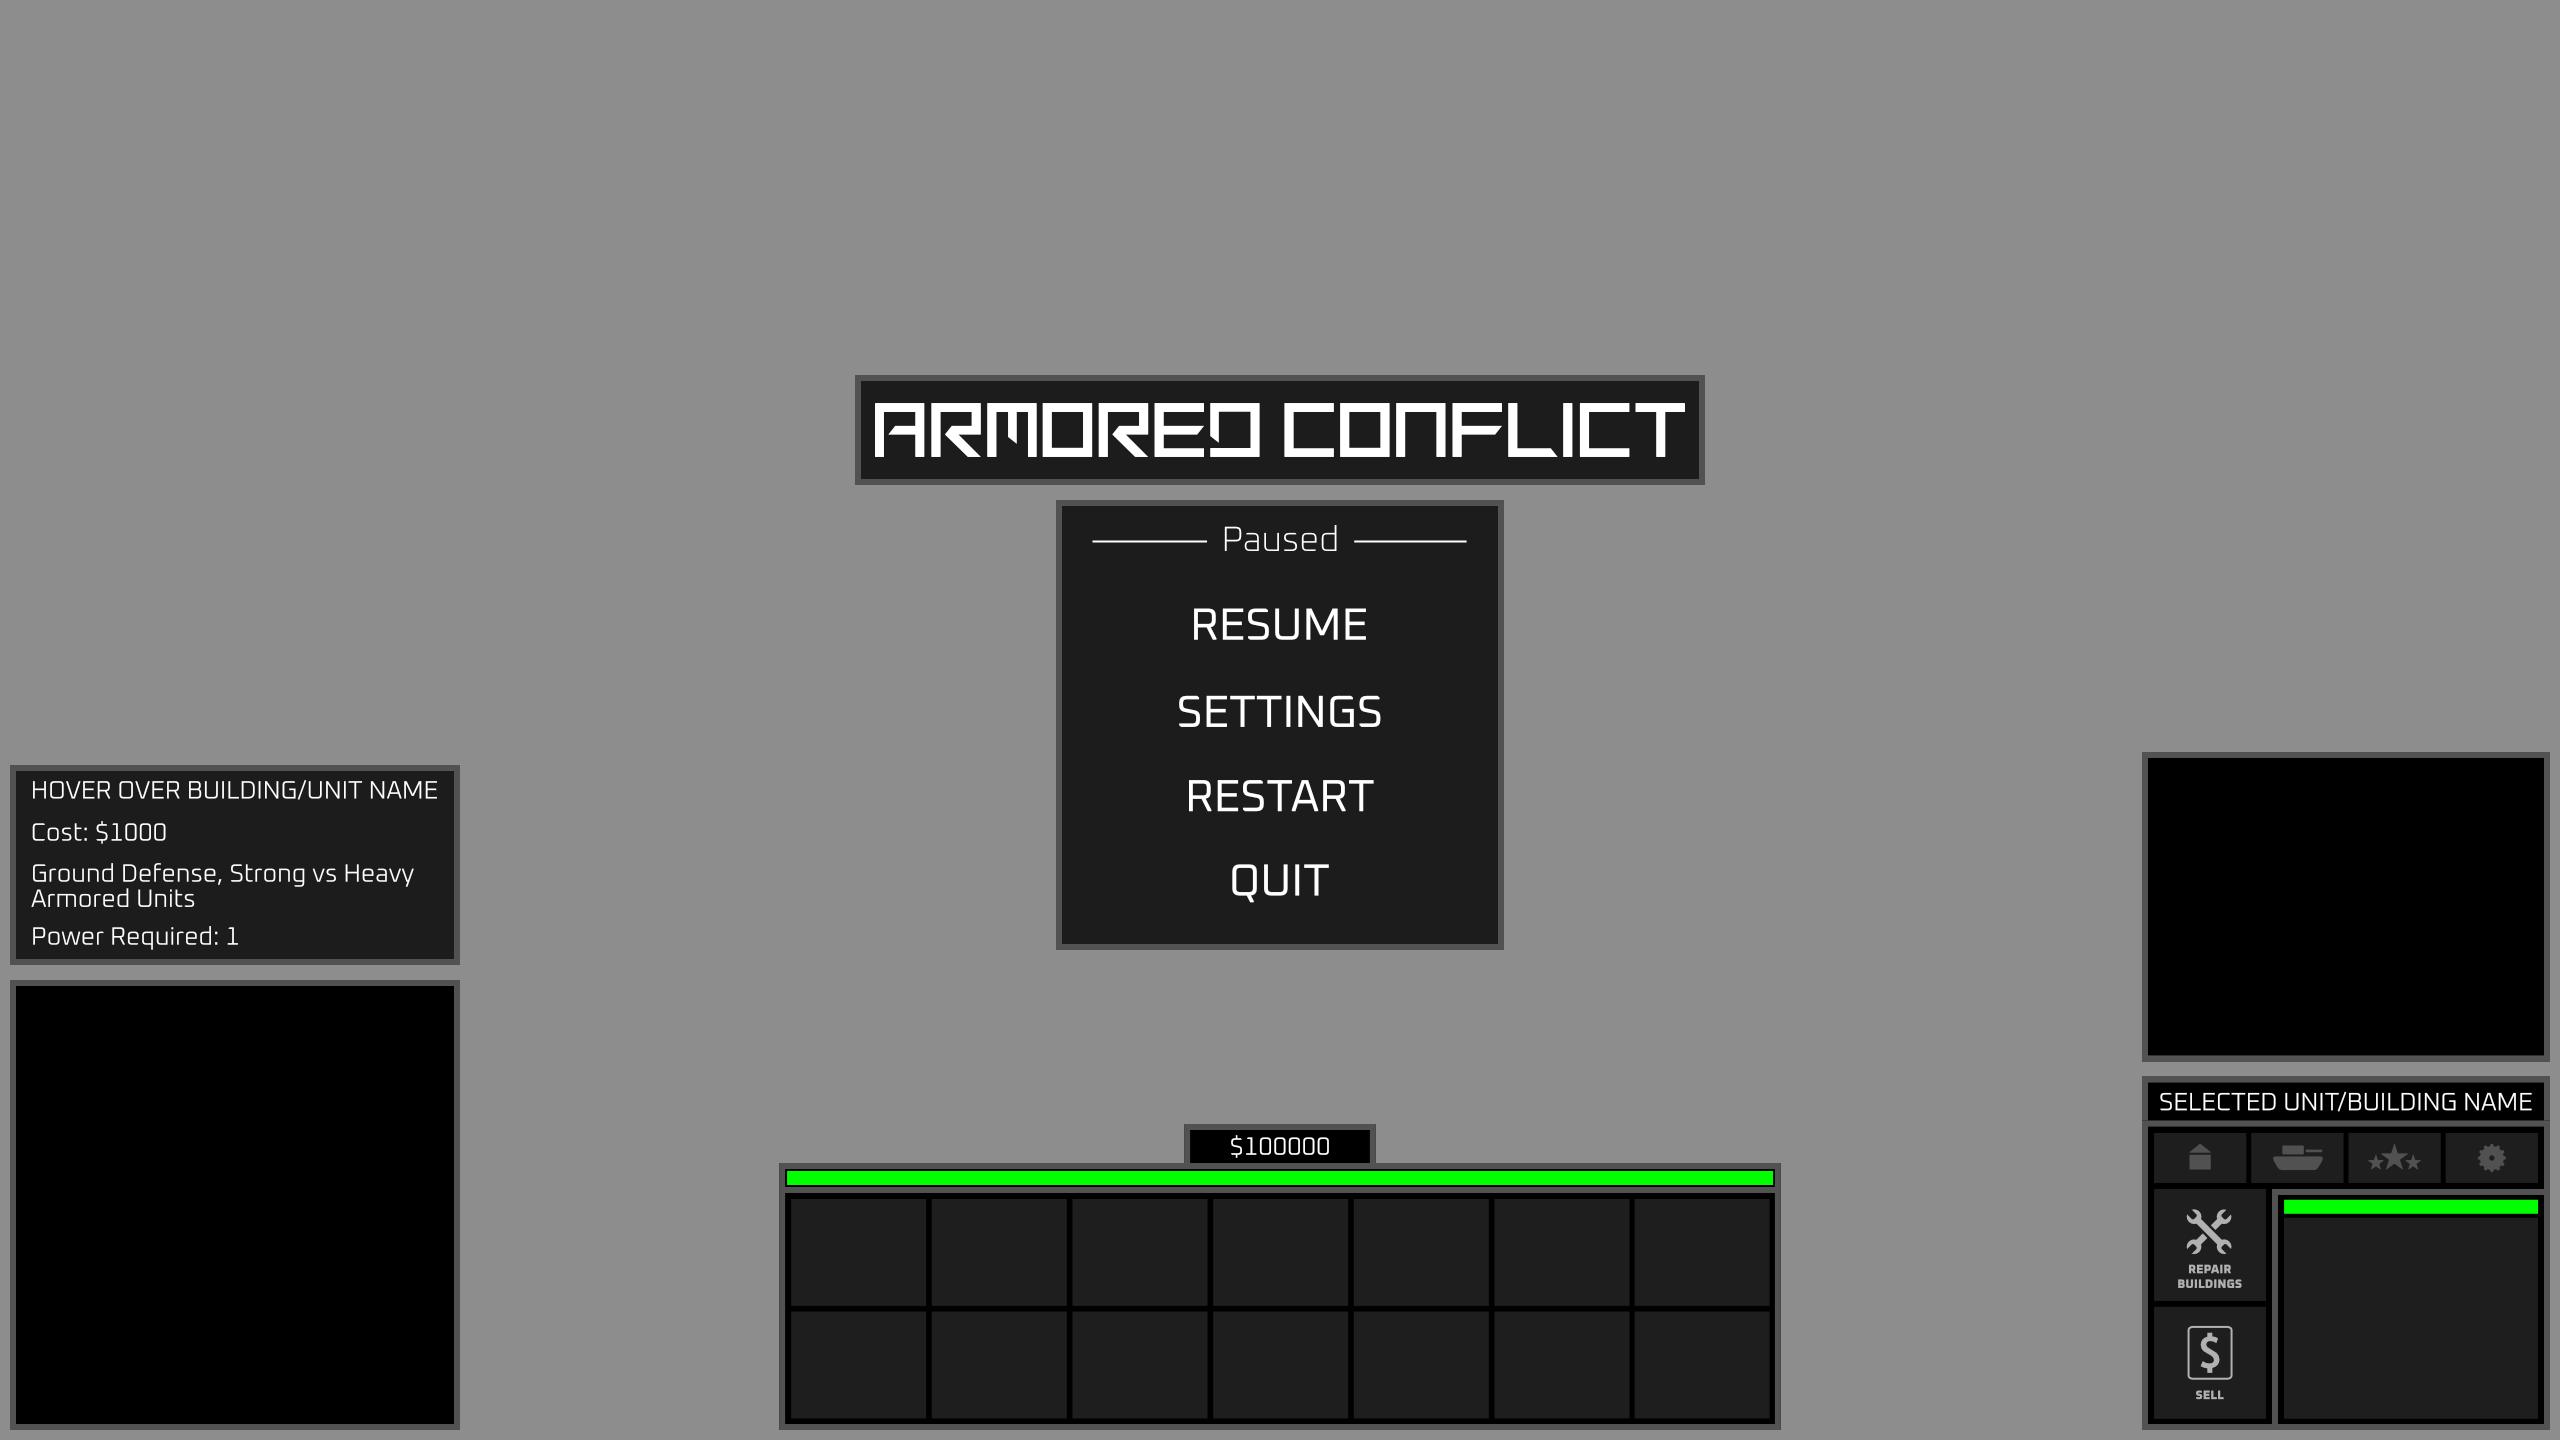 ARMORED CONFLICT
Paused
RESUME
SETTINGS
RESTART
QUIT
HOVER OVER BUILDING/UNIT NAME
Cost: $1000
Ground Defense, Strong vs Heavy
Armored Units
Power Required: 1
$100000
SELECTED UNIT/BUILDING NAME
REPAIR
BUILDINGS
$
SELL